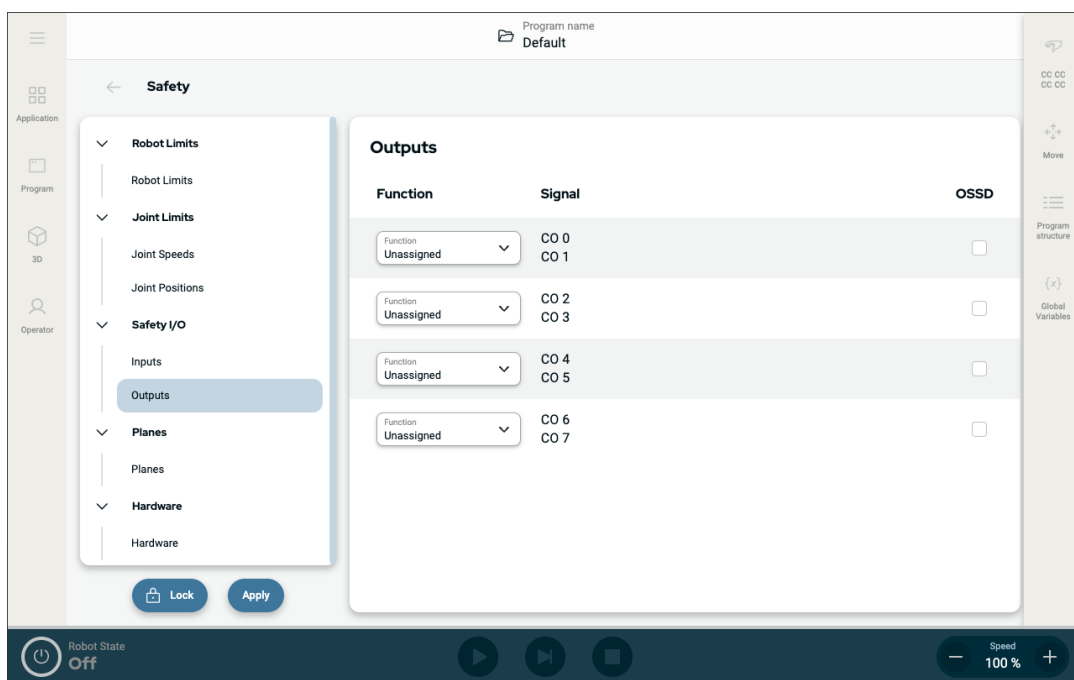 Program name
Default
Application
Program
3D
Operator
Safety
Robot Limits
Robot Limits
Joint Limits
Joint Speeds
Joint Positions
Safety I/O
Inputs
Outputs
Planes
Planes
Hardware
Hardware
Lock
Apply
Outputs
Function
Signal
OSSD
Function
Unassigned
CO 0
CO 1
Function
Unassigned
CO 2
CO 3
Function
Unassigned
CO 4
CO 5
Function
Unassigned
CO 6
CO 7
CC CC
CC CC
Move
Program
structure
{x}
Global
Variables
Robot State
Off
Speed
100 %